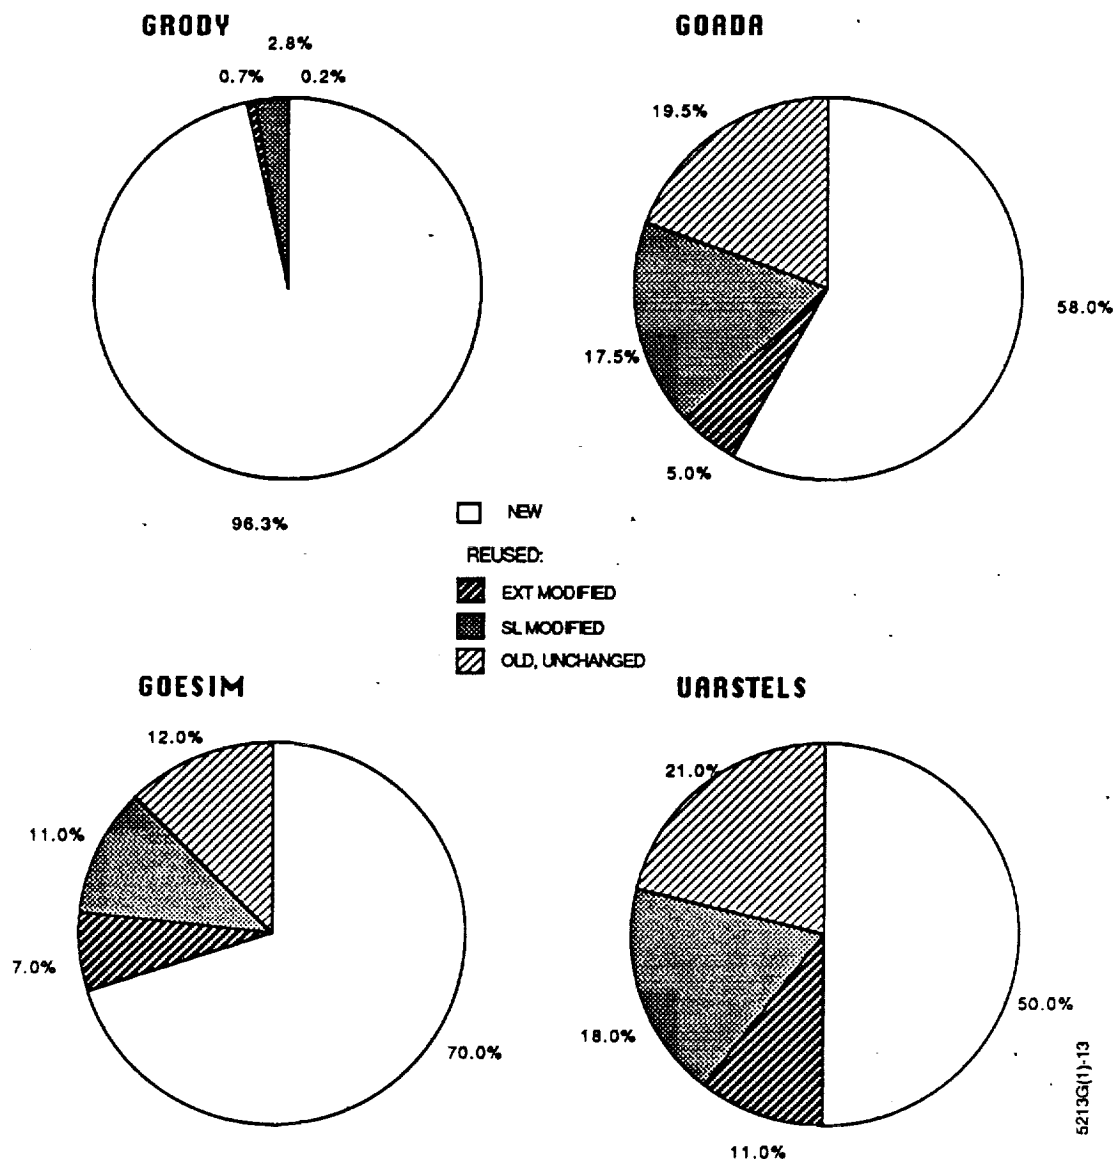 GRODY
2.8%
0.7%
0.2%
96.3%
GOADA
19.5%
58.0%
17.5%
5.0%
NEW
REUSED:
EXT MODIFIED
SL MODIFIED
OLD, UNCHANGED
GOESIM
12.0%
11.0%
7.0%
70.0%
UARSTELS
21.0%
50.0%
18.0%
11.0%
5213G(1)-13